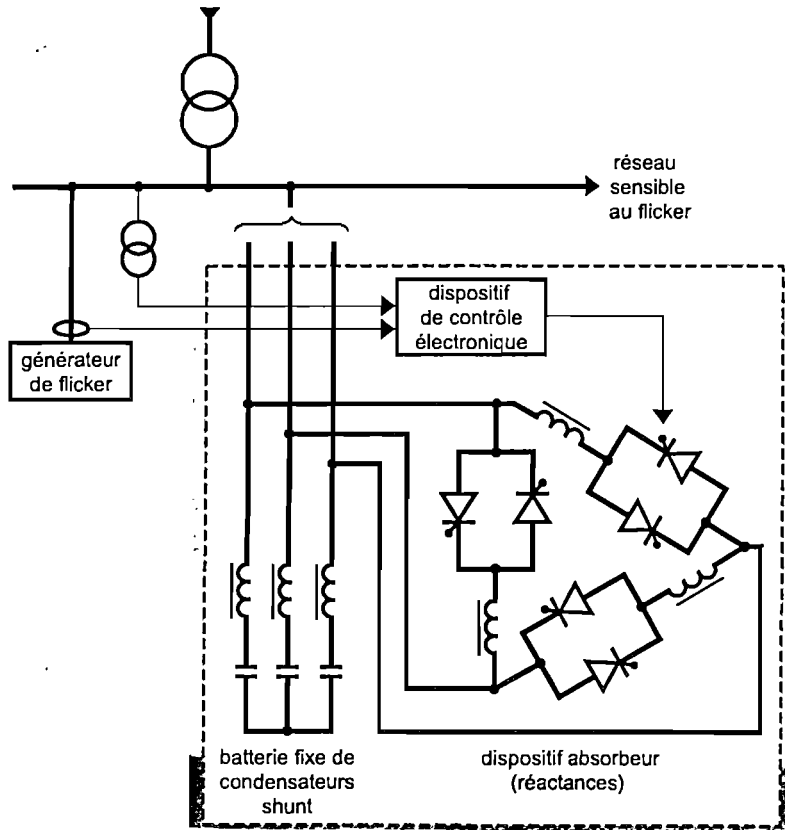 réseau
sensible
au flicker
dispositif
de contrôle
électronique
générateur
de flicker
batterie fixe de
condensateurs
shunt
dispositif absorbeur
(réactances)